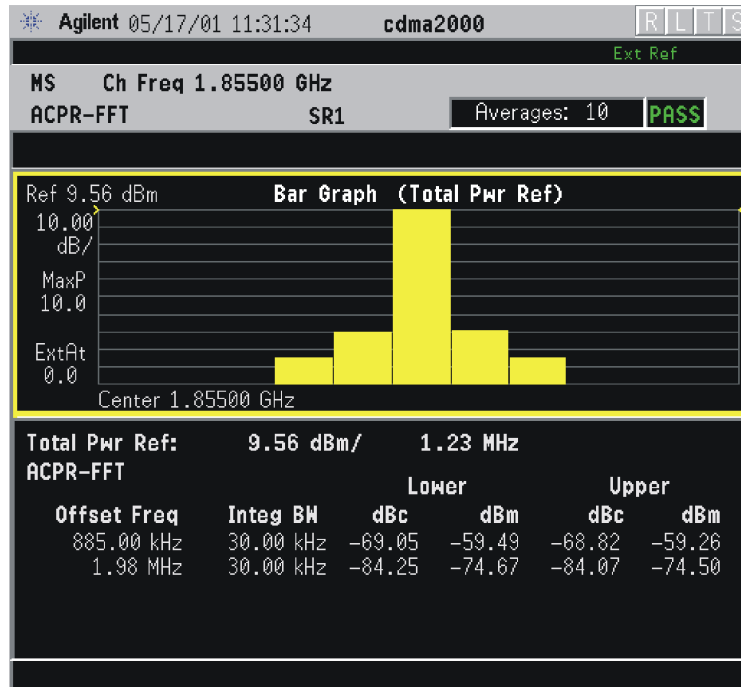 Agilent 05/17/01 11:31:34 cdma2000 R L T S
Ext Ref
MS Ch Freq 1.85500 GHz
ACPR-FFT SR1 Averages: 10 PASS
Ref 9.56 dBm Bar Graph (Total Pwr Ref)
10.00
dB/
MaxP
10.0
ExtAt
0.0
Center 1.85500 GHz
Total Pwr Ref: 9.56 dBm/ 1.23 MHz
ACPR-FFT
Lower Upper
Offset Freq Integ BW dBc dBm dBc dBm
885.00 kHz 30.00 kHz -69.05 -59.49 -68.82 -59.26
1.98 MHz 30.00 kHz -84.25 -74.67 -84.07 -74.50